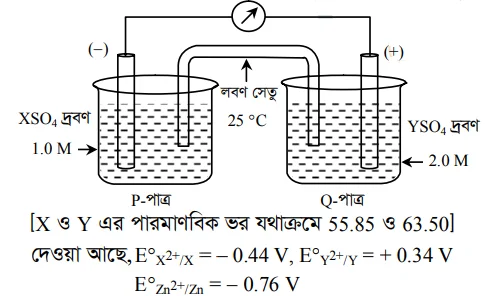 (–)
(+)
লবণ সেতু
25 °C
XSO₄ দ্রবণ
1.0 M
YSO₄ দ্রবণ
2.0 M
P-পাত্র
Q-পাত্র
[X ও Y এর পারমাণবিক ভর যথাক্রমে 55.85 ও 63.50]
দেওয়া আছে, E°X²⁺/X = – 0.44 V, E°Y²⁺/Y = + 0.34 V
E°Zn²⁺/Zn = – 0.76 V